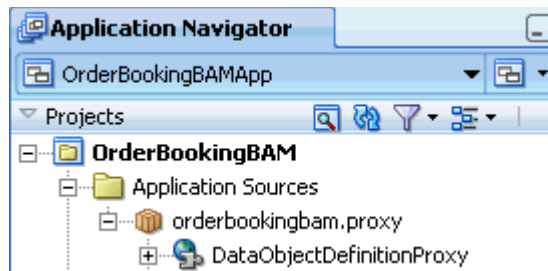 Application Navigator
OrderBookingBAMApp
Projects
OrderBookingBAM
Application Sources
orderbookingbam.proxy
DataObjectDefinitionProxy